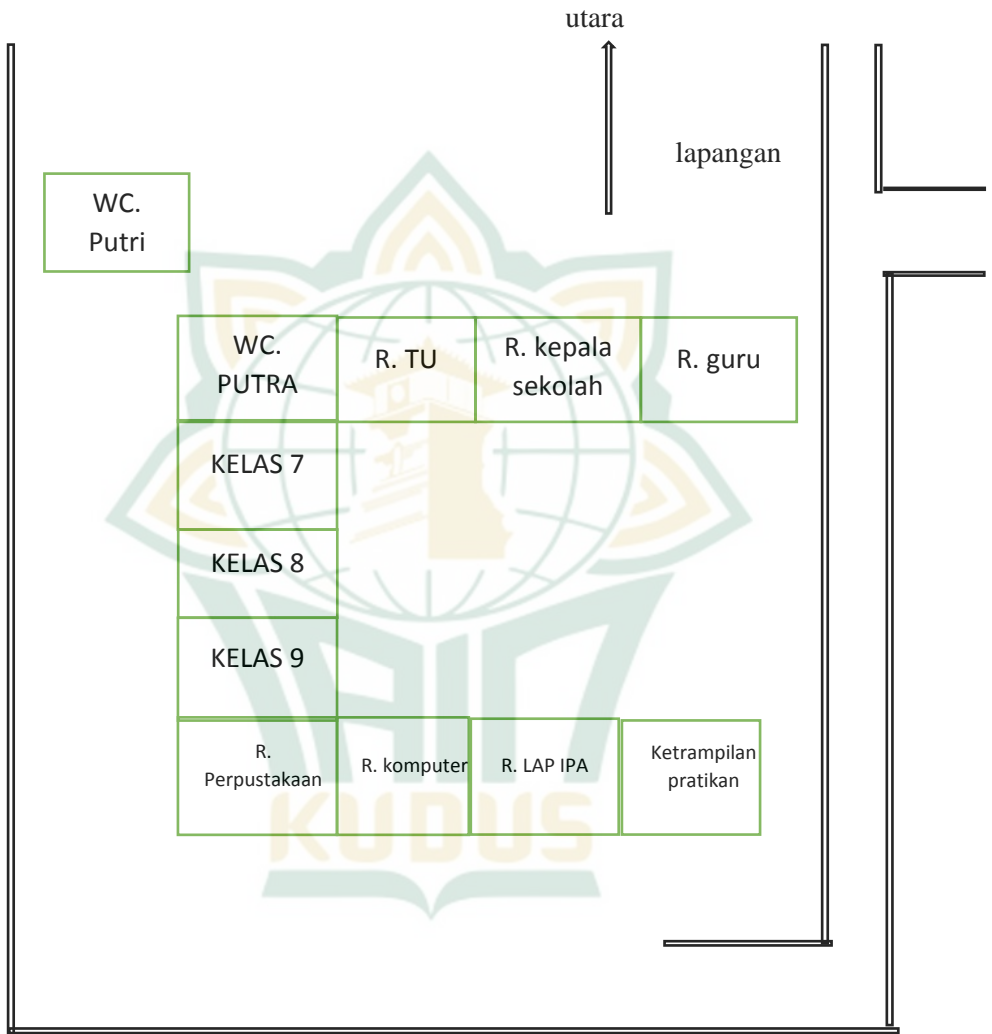 utara
lapangan
WC.
Putri
WC.
PUTRA
R. TU
R. kepala
sekolah
R. guru
KELAS 7
KELAS 8
KELAS 9
R.
Perpustakaan
R. komputer
R. LAP IPA
Ketrampilan
pratikan
IAIN
KUDUS